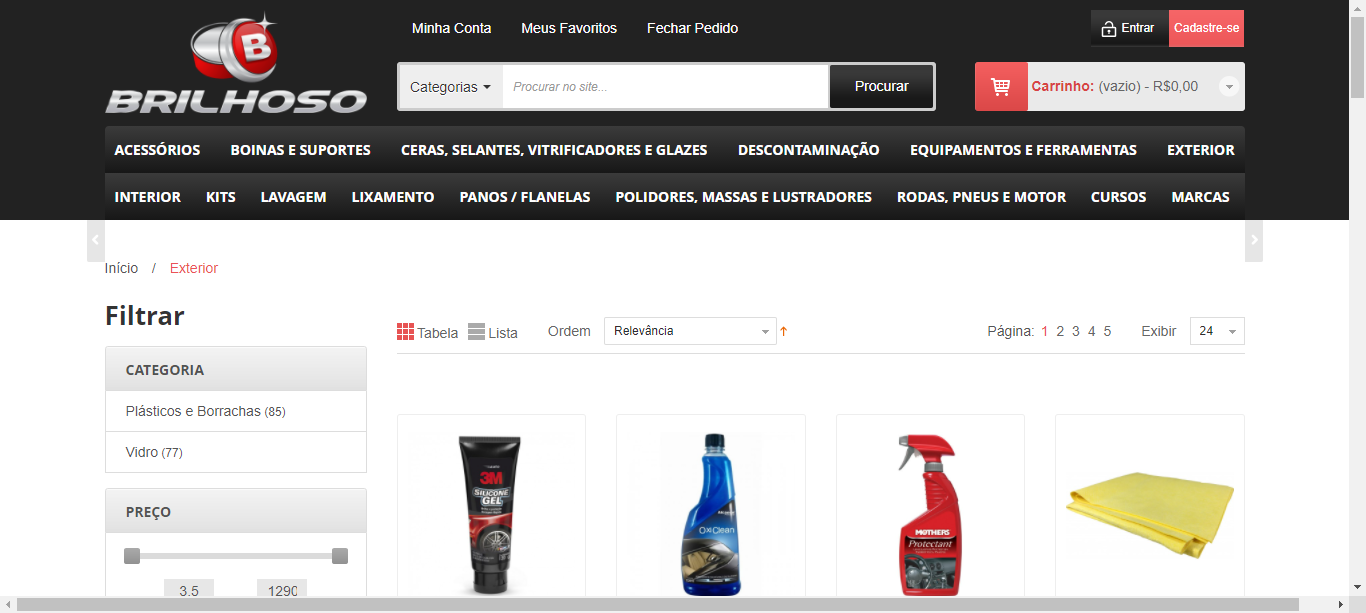 Minha Conta Meus Favoritos Fechar Pedido Entrar Cadastre-se
B
BRILHOSO
Categorias Procurar no site... Procurar Carrinho: (vazio) - R$0,00
ACESSÓRIOS BOINAS E SUPORTES CERAS, SELANTES, VITRIFICADORES E GLAZES DESCONTAMINAÇÃO EQUIPAMENTOS E FERRAMENTAS EXTERIOR
INTERIOR KITS LAVAGEM LIXAMENTO PANOS / FLANELAS POLIDORES, MASSAS E LUSTRADORES RODAS, PNEUS E MOTOR CURSOS MARCAS
Início / Exterior
Filtrar
Tabela Lista Ordem Relevância Página: 1 2 3 4 5 Exibir 24
CATEGORIA
Plásticos e Borrachas (85)
Vidro (77)
PREÇO
3.5 1290
3M
SILICONE
GEL
OxiClean
MOTHERS
Protectant